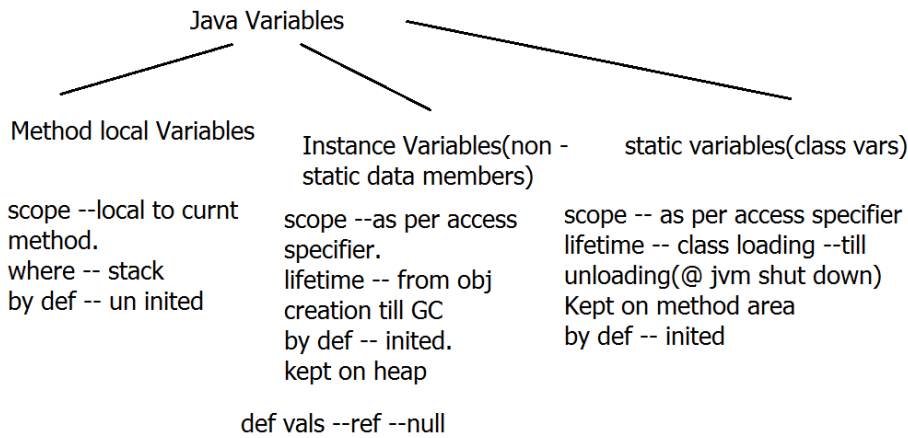 Java Variables
Method local Variables
scope --local to curnt
method.
where -- stack
by def -- un inited
Instance Variables(non -
static data members)
scope --as per access
specifier.
lifetime -- from obj
creation till GC
by def -- inited.
kept on heap
def vals --ref --null
static variables(class vars)
scope -- as per access specifier
lifetime -- class loading --till
unloading(@ jvm shut down)
Kept on method area
by def -- inited